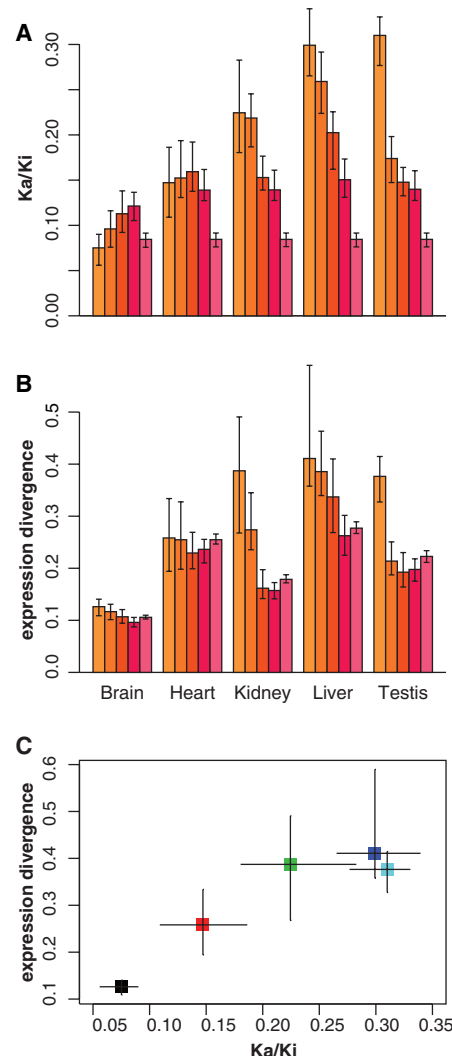 A
Ka/Ki
0.30
0.20
0.10
0.00
B
expression divergence
0.5
0.4
0.3
0.2
0.1
0.0
Brain Heart Kidney Liver Testis
C
expression divergence
0.6
0.5
0.4
0.3
0.2
0.1
0.05 0.10 0.15 0.20 0.25 0.30 0.35
Ka/Ki